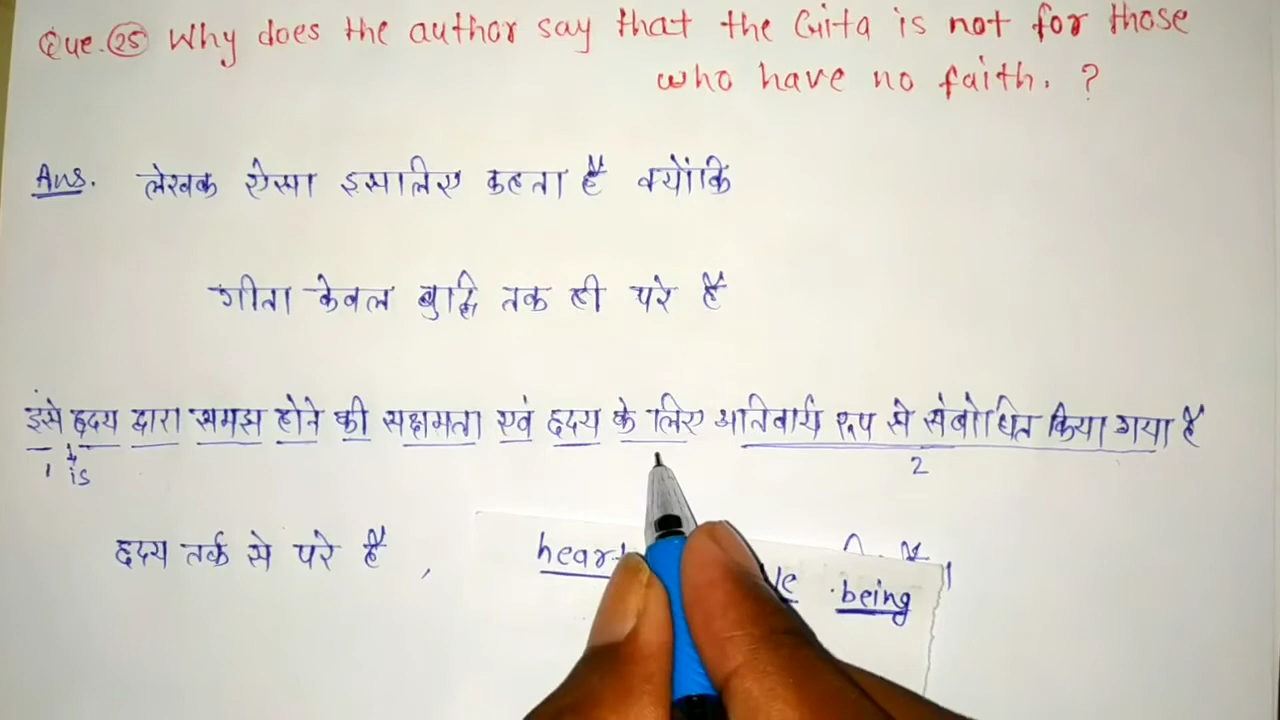 Que. 25 Why does the author say that the Gita is not for those
who have no faith. ?
Ans. लेखक ऐसा इसलिए कहता है क्योंकि
गीता केवल बुद्धि तक ही परे है
इसे हृदय द्वारा समझ होने की सक्षमता एवं हृदय के लिए अनिवार्य रूप से संबोधित किया गया है
1 is 2
हृदय तर्क से परे है , heart
being